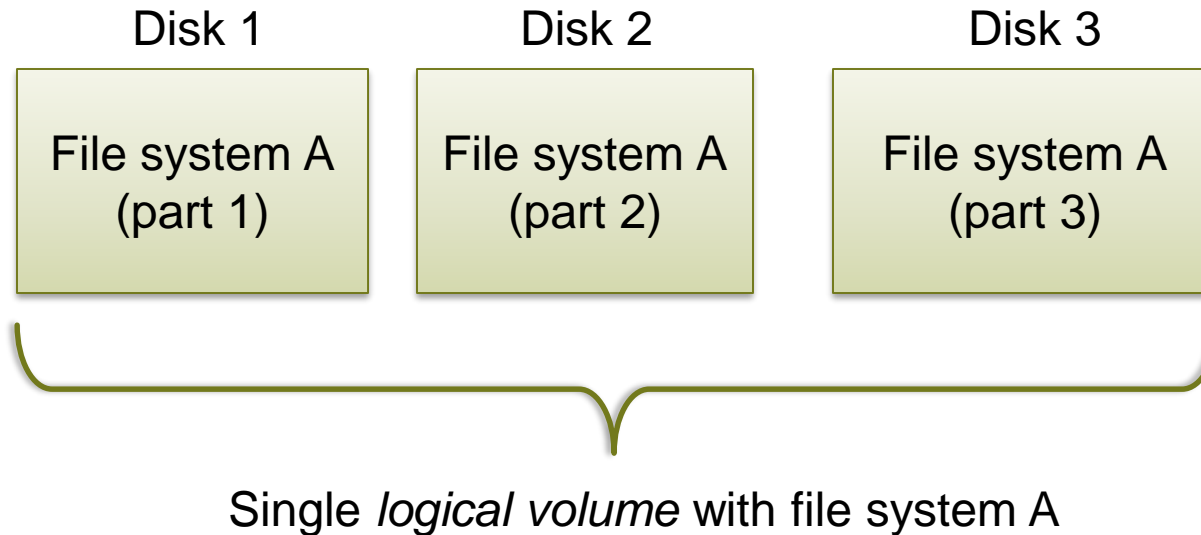 Disk 1
Disk 2
Disk 3
File system A
(part 1)
File system A
(part 2)
File system A
(part 3)
Single logical volume with file system A